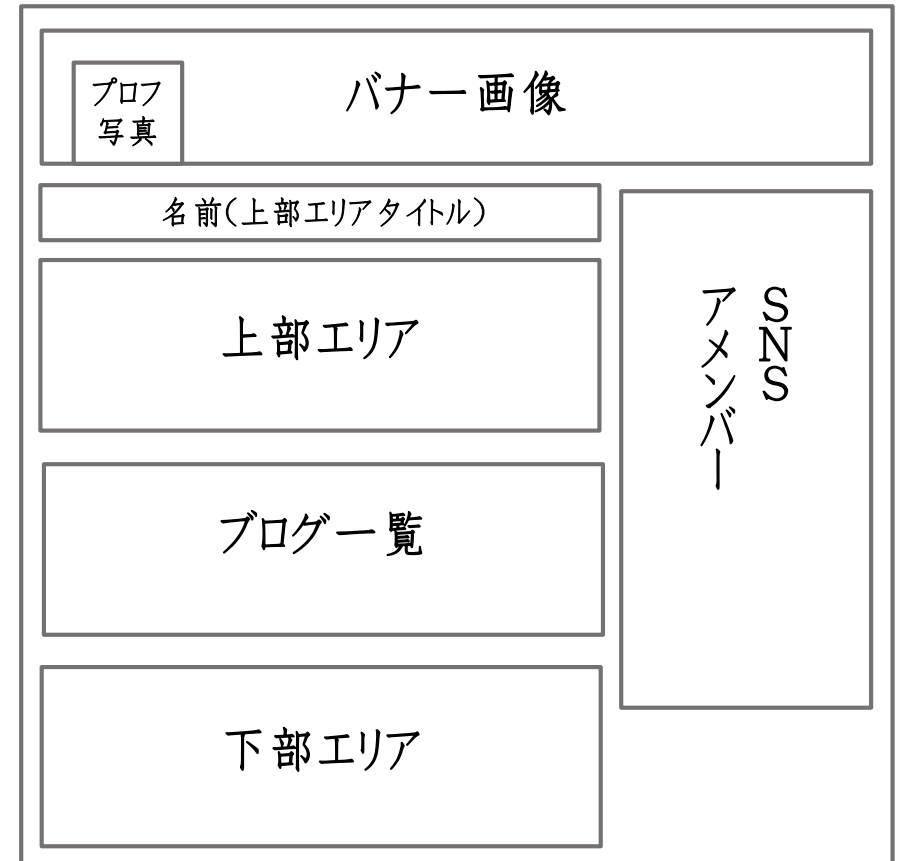 プロフ
写真
バナー画像
名前(上部エリアタイトル)
上部エリア
SNS
アメンバー
ブログ一覧
下部エリア